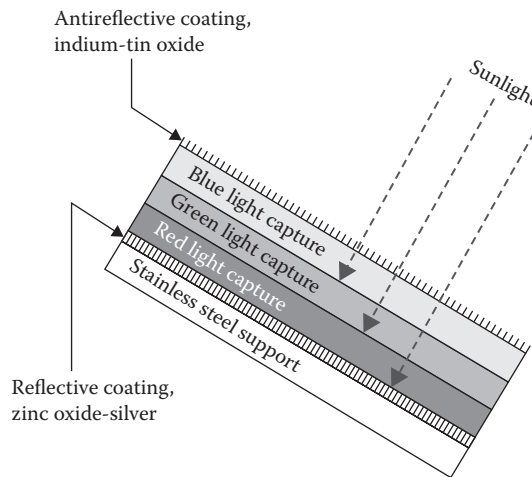 Antireflective coating,
indium-tin oxide
Sunlight
Blue light capture
Green light capture
Red light capture
Stainless steel support
Reflective coating,
zinc oxide-silver